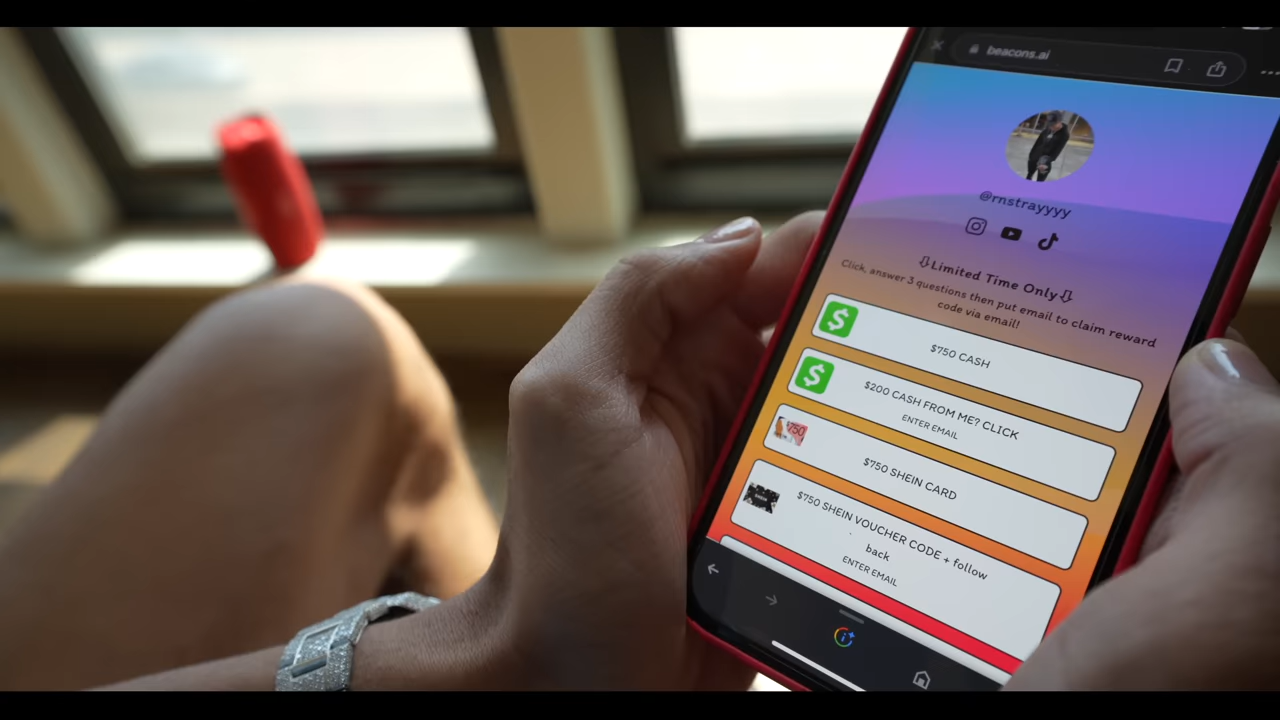 beacons.ai
@rnstrayyyy
⇩Limited Time Only⇩
Click, answer 3 questions then put email to claim reward
code via email!
$
$750 CASH
$
$200 CASH FROM ME? CLICK
ENTER EMAIL
$750
$750 SHEIN CARD
$750 SHEIN VOUCHER CODE + follow
back
ENTER EMAIL